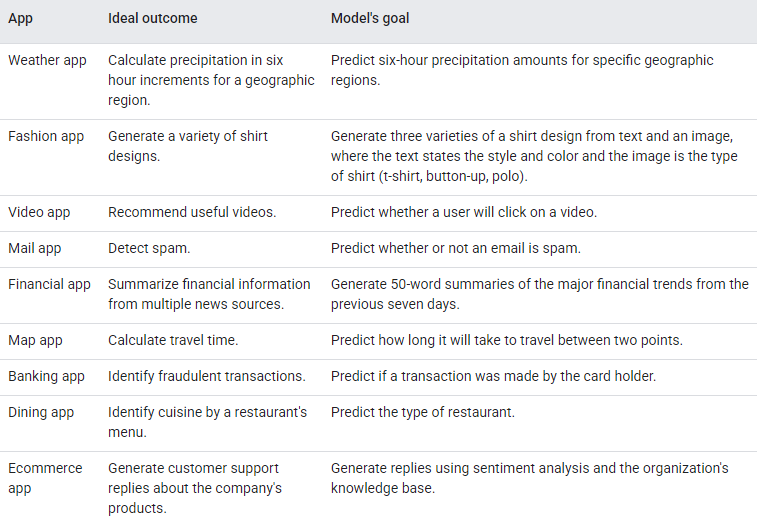 App Ideal outcome Model's goal
Weather app Calculate precipitation in six Predict six-hour precipitation amounts for specific geographic
hour increments for a geographic regions.
region.
Fashion app Generate a variety of shirt Generate three varieties of a shirt design from text and an image,
designs. where the text states the style and color and the image is the type
of shirt (t-shirt, button-up, polo).
Video app Recommend useful videos. Predict whether a user will click on a video.
Mail app Detect spam. Predict whether or not an email is spam.
Financial app Summarize financial information Generate 50-word summaries of the major financial trends from the
from multiple news sources. previous seven days.
Map app Calculate travel time. Predict how long it will take to travel between two points.
Banking app Identify fraudulent transactions. Predict if a transaction was made by the card holder.
Dining app Identify cuisine by a restaurant's Predict the type of restaurant.
menu.
Ecommerce Generate customer support Generate replies using sentiment analysis and the organization's
app replies about the company's knowledge base.
products.